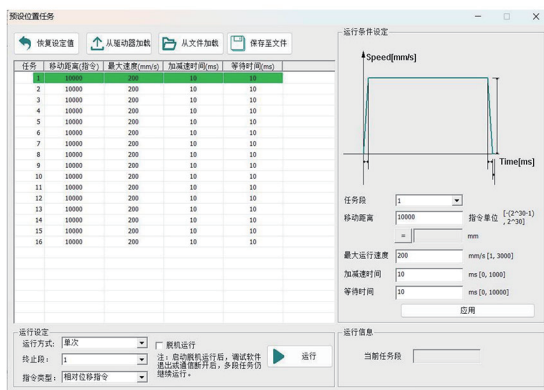 预设位置任务
恢复设定值 从驱动器加载 从文件加载 保存至文件
任务 移动距离(指令) 最大速度(mm/s) 加减速时间(ms) 等待时间(ms)
1 10000 200 10 10
2 10000 200 10 10
3 10000 200 10 10
4 10000 200 10 10
5 10000 200 10 10
6 10000 200 10 10
7 10000 200 10 10
8 10000 200 10 10
9 10000 200 10 10
10 10000 200 10 10
11 10000 200 10 10
12 10000 200 10 10
13 10000 200 10 10
14 10000 200 10 10
15 10000 200 10 10
16 10000 200 10 10
运行设定
运行方式: 单次
终止段: 1
指令类型: 相对位移指令
脱机运行
注: 启动脱机运行后, 调试软件
退出或通信断开后, 多段任务仍
继续运行。
运行
运行条件设定
Speed[mm/s]
Time[ms]
任务段 1
移动距离 10000 指令单位 [-(2^30-1)
, 2^30]
= mm
最大运行速度 200 mm/s [1, 3000]
加减速时间 10 ms [0, 1000]
等待时间 10 ms [0, 10000]
应用
运行信息
当前任务段